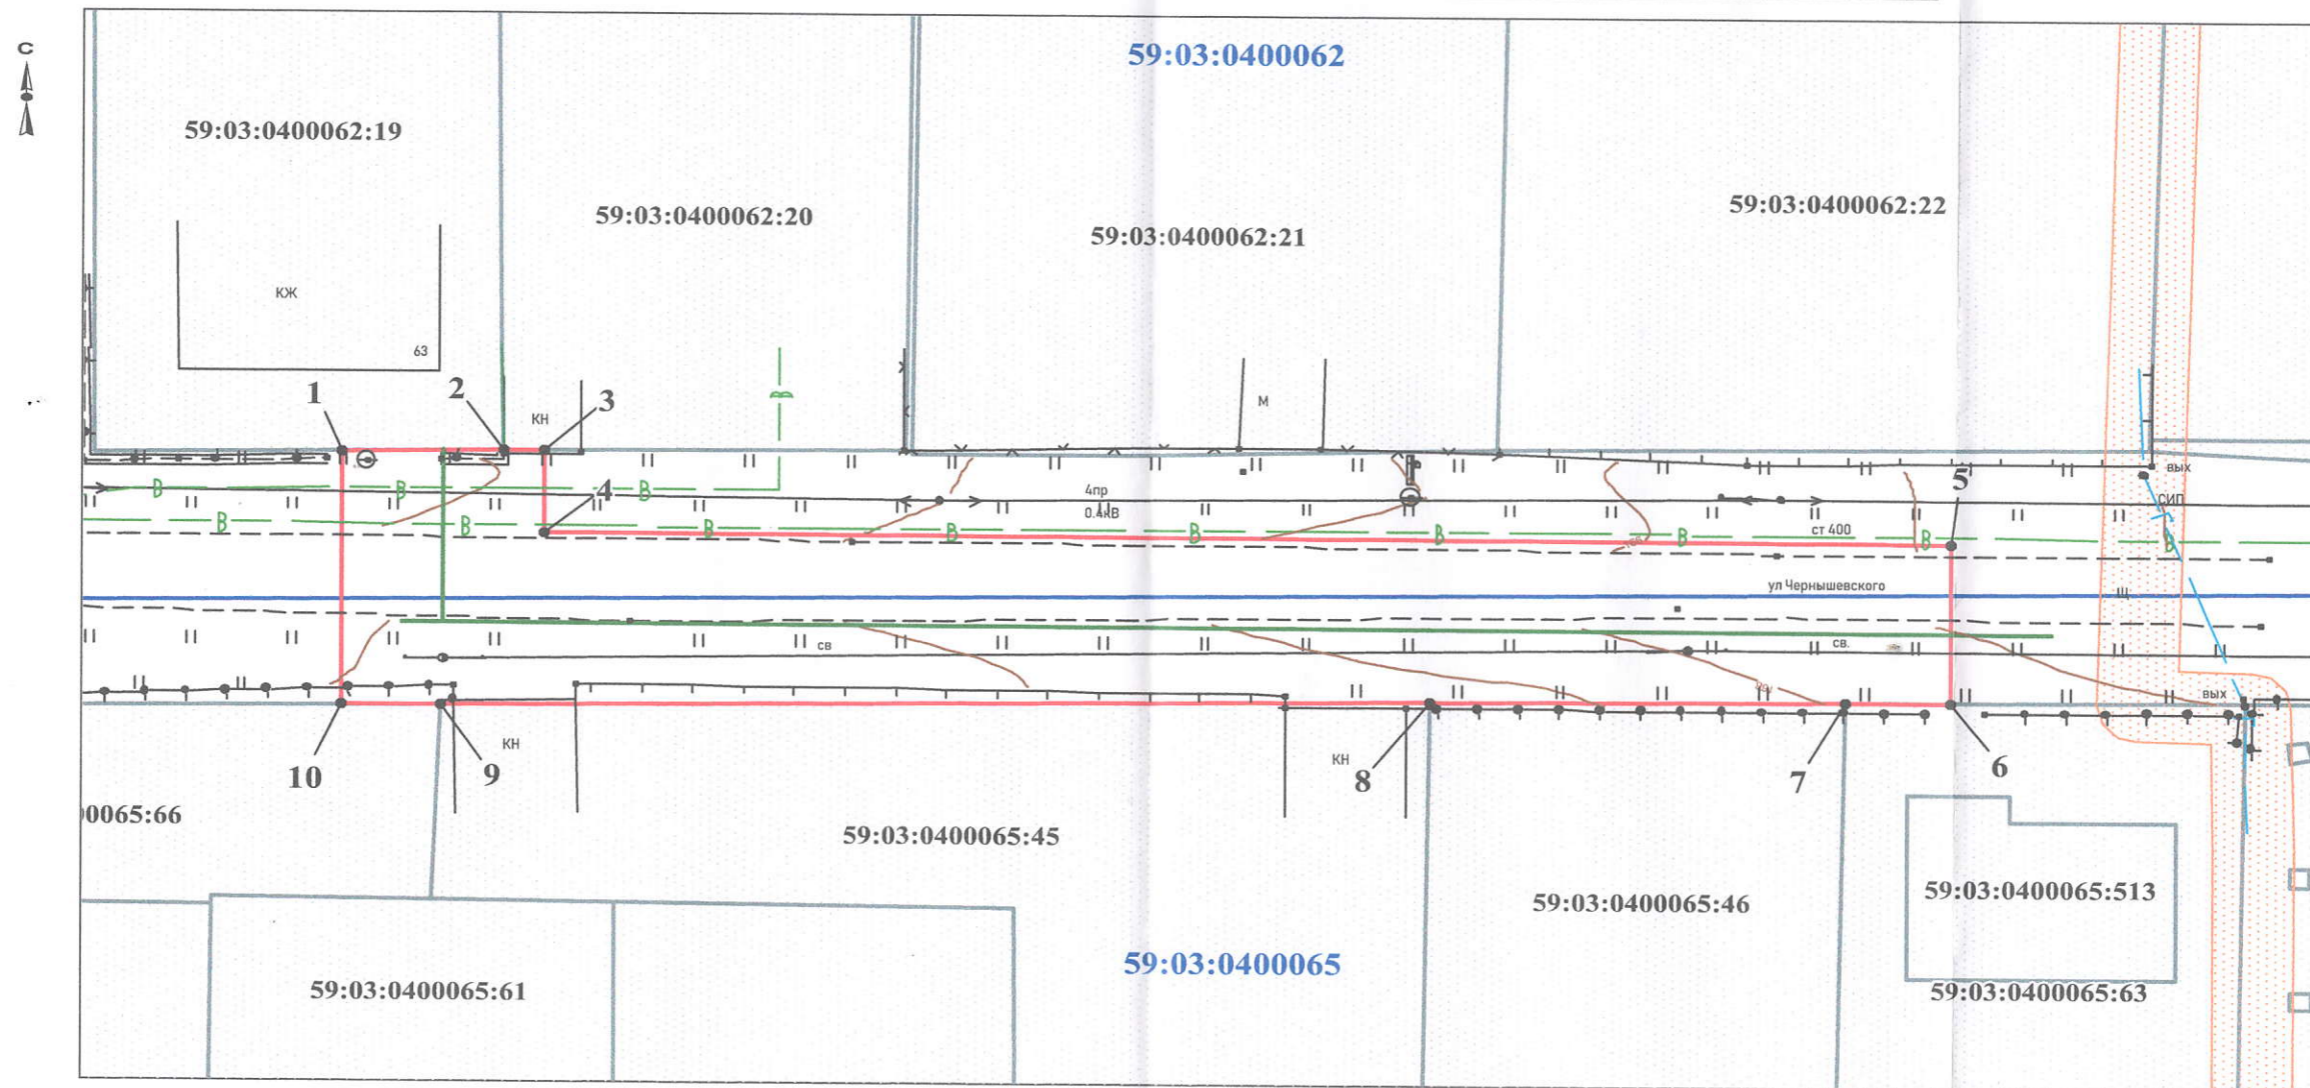 С
59:03:0400062
59:03:0400062:19
59:03:0400062:20
59:03:0400062:21
59:03:0400062:22
КЖ
63
1
2
3
КН
М
В
В
В
В
4
4пр
0.4кВ
5
вых
СИП
В
В
В
В
В
В
В
В
В
ст 400
ул Чернышевского
Щ
св
св.
вых
10
9
КН
КН
8
7
6
00065:66
59:03:0400065:45
59:03:0400065:46
59:03:0400065:513
59:03:0400065:61
59:03:0400065
59:03:0400065:63